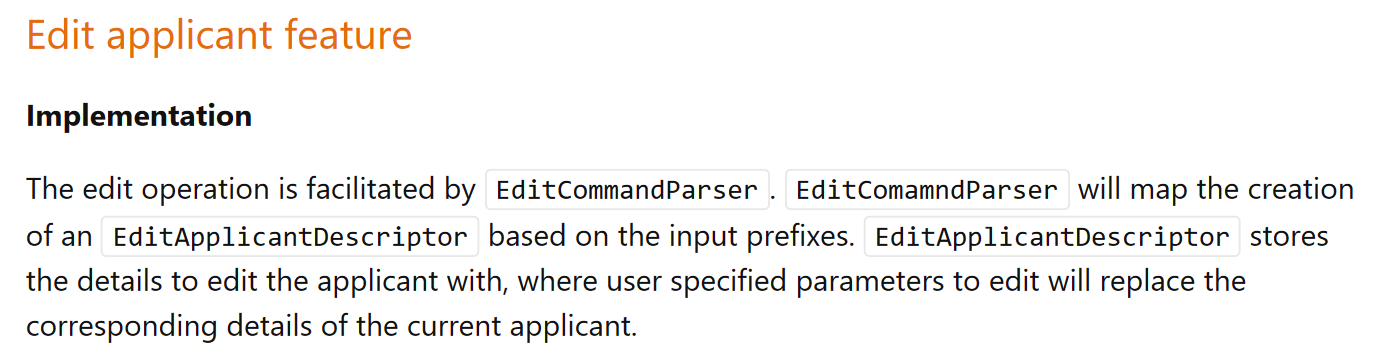 Edit applicant feature
Implementation
The edit operation is facilitated by EditCommandParser. EditComamndParser will map the creation
of an EditApplicantDescriptor based on the input prefixes. EditApplicantDescriptor stores
the details to edit the applicant with, where user specified parameters to edit will replace the
corresponding details of the current applicant.